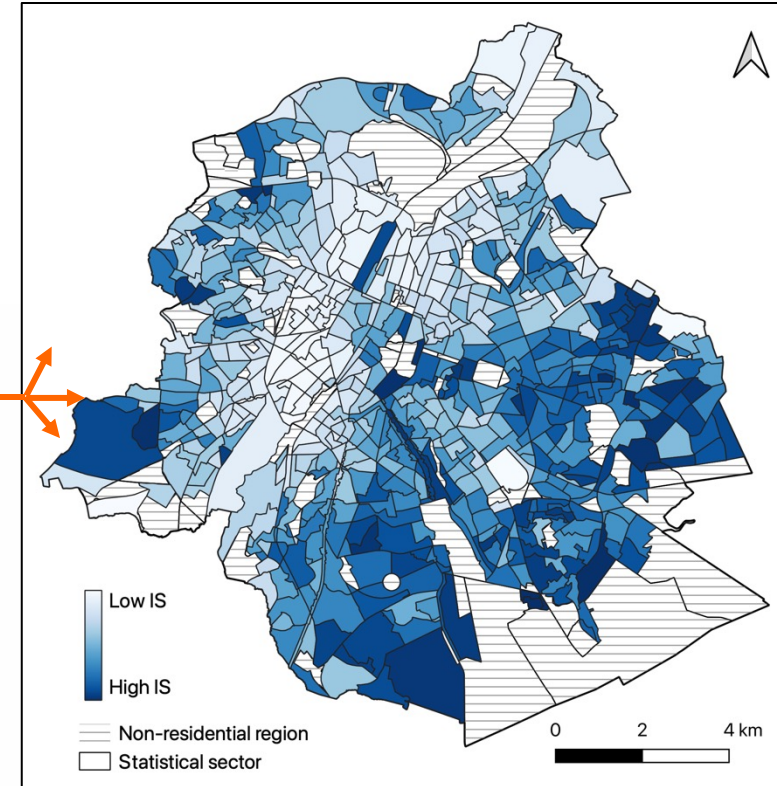 Low IS
High IS
Non-residential region
Statistical sector
0 2 4 km